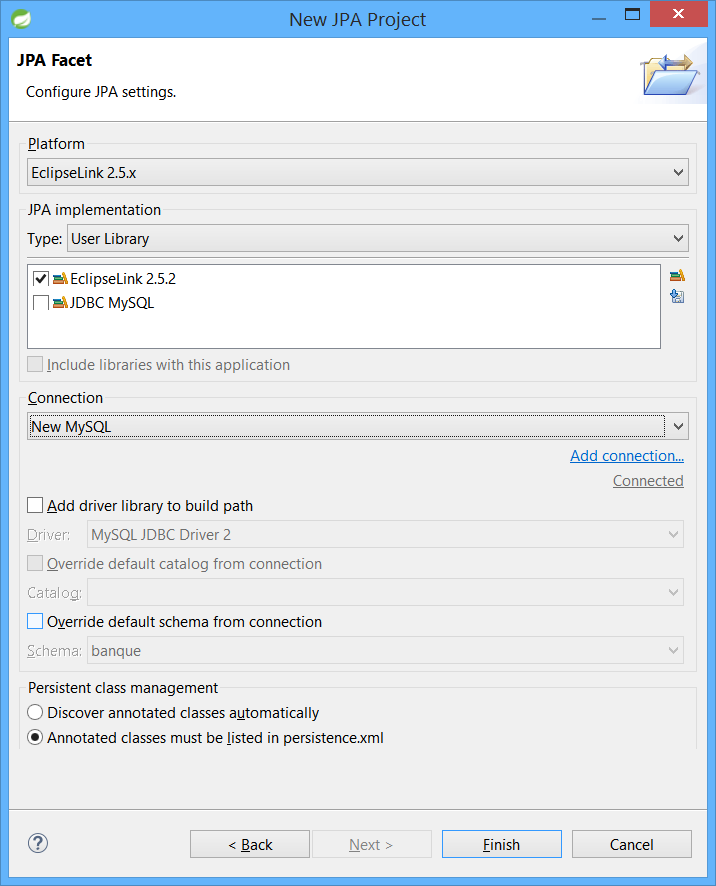 New JPA Project
JPA Facet
Configure JPA settings.
Platform
EclipseLink 2.5.x
JPA implementation
Type: User Library
EclipseLink 2.5.2
JDBC MySQL
Include libraries with this application
Connection
New MySQL
Add connection...
Connected
Add driver library to build path
Driver: MySQL JDBC Driver 2
Override default catalog from connection
Catalog:
Override default schema from connection
Schema: banque
Persistent class management
Discover annotated classes automatically
Annotated classes must be listed in persistence.xml
? < Back Next > Finish Cancel